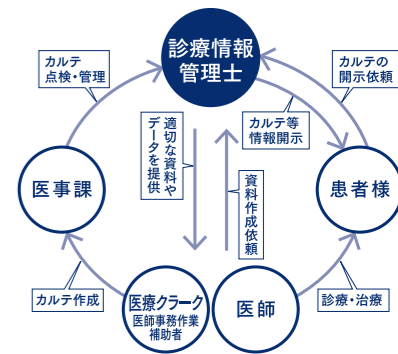 診療情報
管理士
カルテ
点検・管理
カルテの
開示依頼
適切な資料や
データを提供
カルテ等
情報開示
資料作成依頼
医事課
患者様
カルテ作成
医療クラーク
医師事務作業
補助者
医師
診療・治療